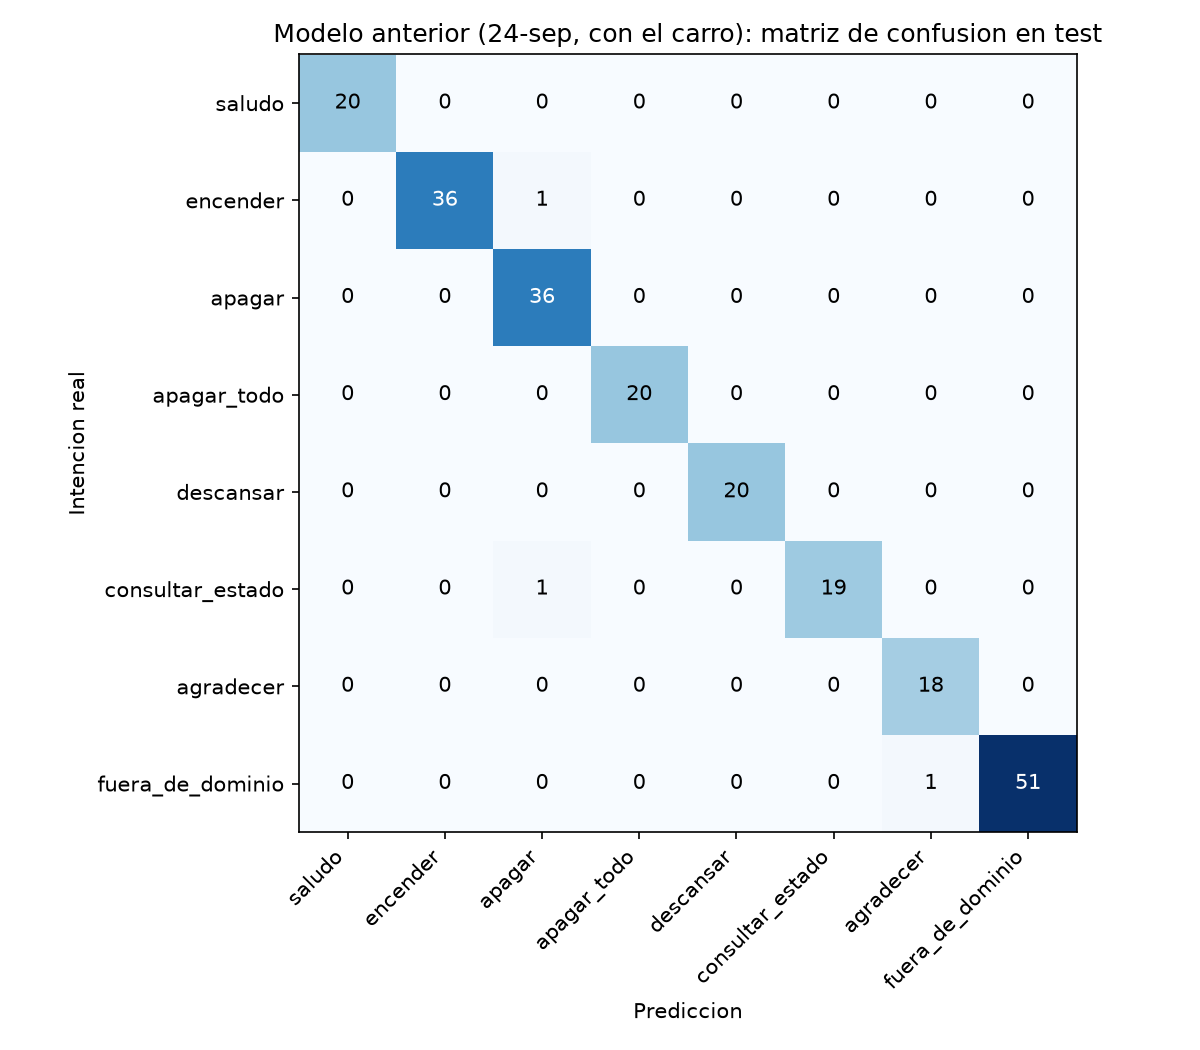 Modelo anterior (24-sep, con el carro): matriz de confusion en test
Intencion real
saludo 20 0 0 0 0 0 0 0
encender 0 36 1 0 0 0 0 0
apagar 0 0 36 0 0 0 0 0
apagar_todo 0 0 0 20 0 0 0 0
descansar 0 0 0 0 20 0 0 0
consultar_estado 0 0 1 0 0 19 0 0
agradecer 0 0 0 0 0 0 18 0
fuera_de_dominio 0 0 0 0 0 0 1 51
saludo encender apagar apagar_todo descansar consultar_estado agradecer fuera_de_dominio
Prediccion